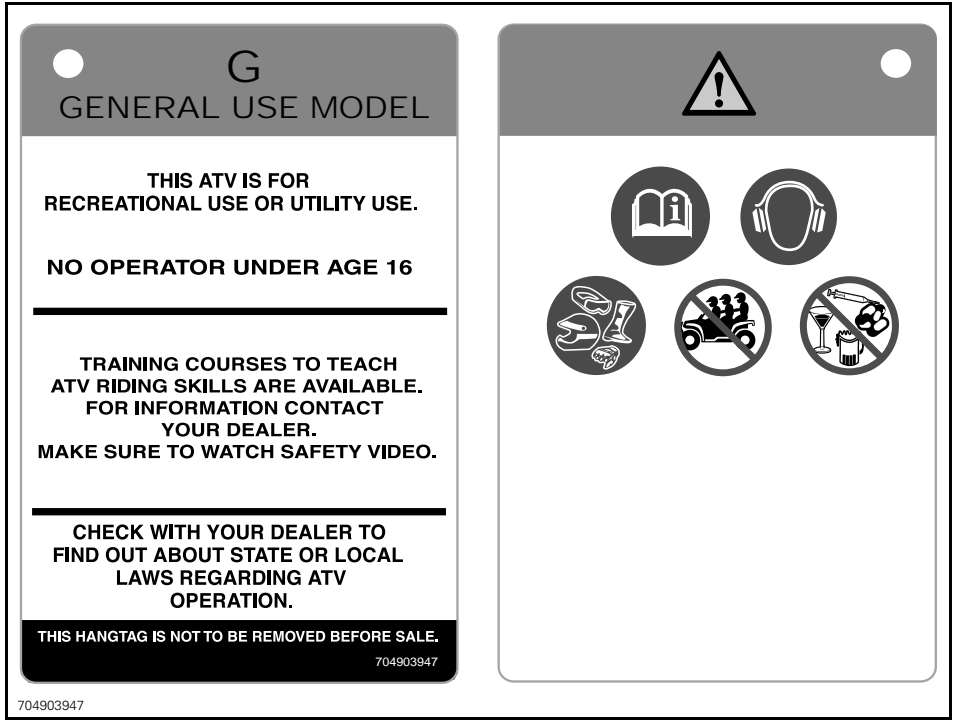 G
GENERAL USE MODEL
THIS ATV IS FOR
RECREATIONAL USE OR UTILITY USE.
NO OPERATOR UNDER AGE 16
TRAINING COURSES TO TEACH
ATV RIDING SKILLS ARE AVAILABLE.
FOR INFORMATION CONTACT
YOUR DEALER.
MAKE SURE TO WATCH SAFETY VIDEO.
CHECK WITH YOUR DEALER TO
FIND OUT ABOUT STATE OR LOCAL
LAWS REGARDING ATV
OPERATION.
THIS HANGTAG IS NOT TO BE REMOVED BEFORE SALE.
704903947
!
i
704903947